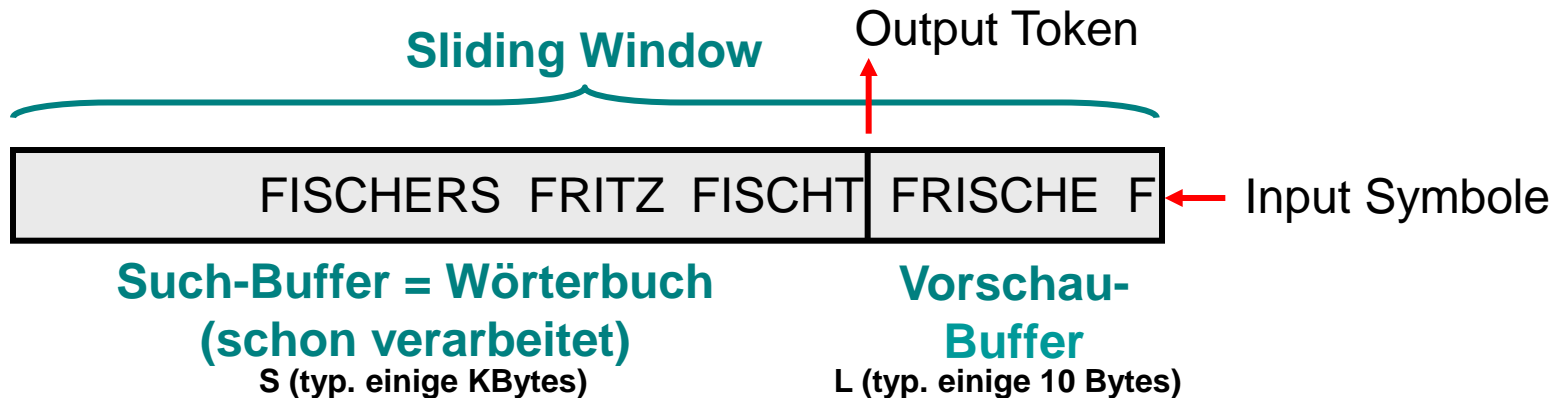 Output Token
Sliding Window
FISCHERS FRITZ FISCHT FRISCHE F Input Symbole
Such-Buffer = Wörterbuch
(schon verarbeitet)
S (typ. einige KBytes)
Vorschau-
Buffer
L (typ. einige 10 Bytes)